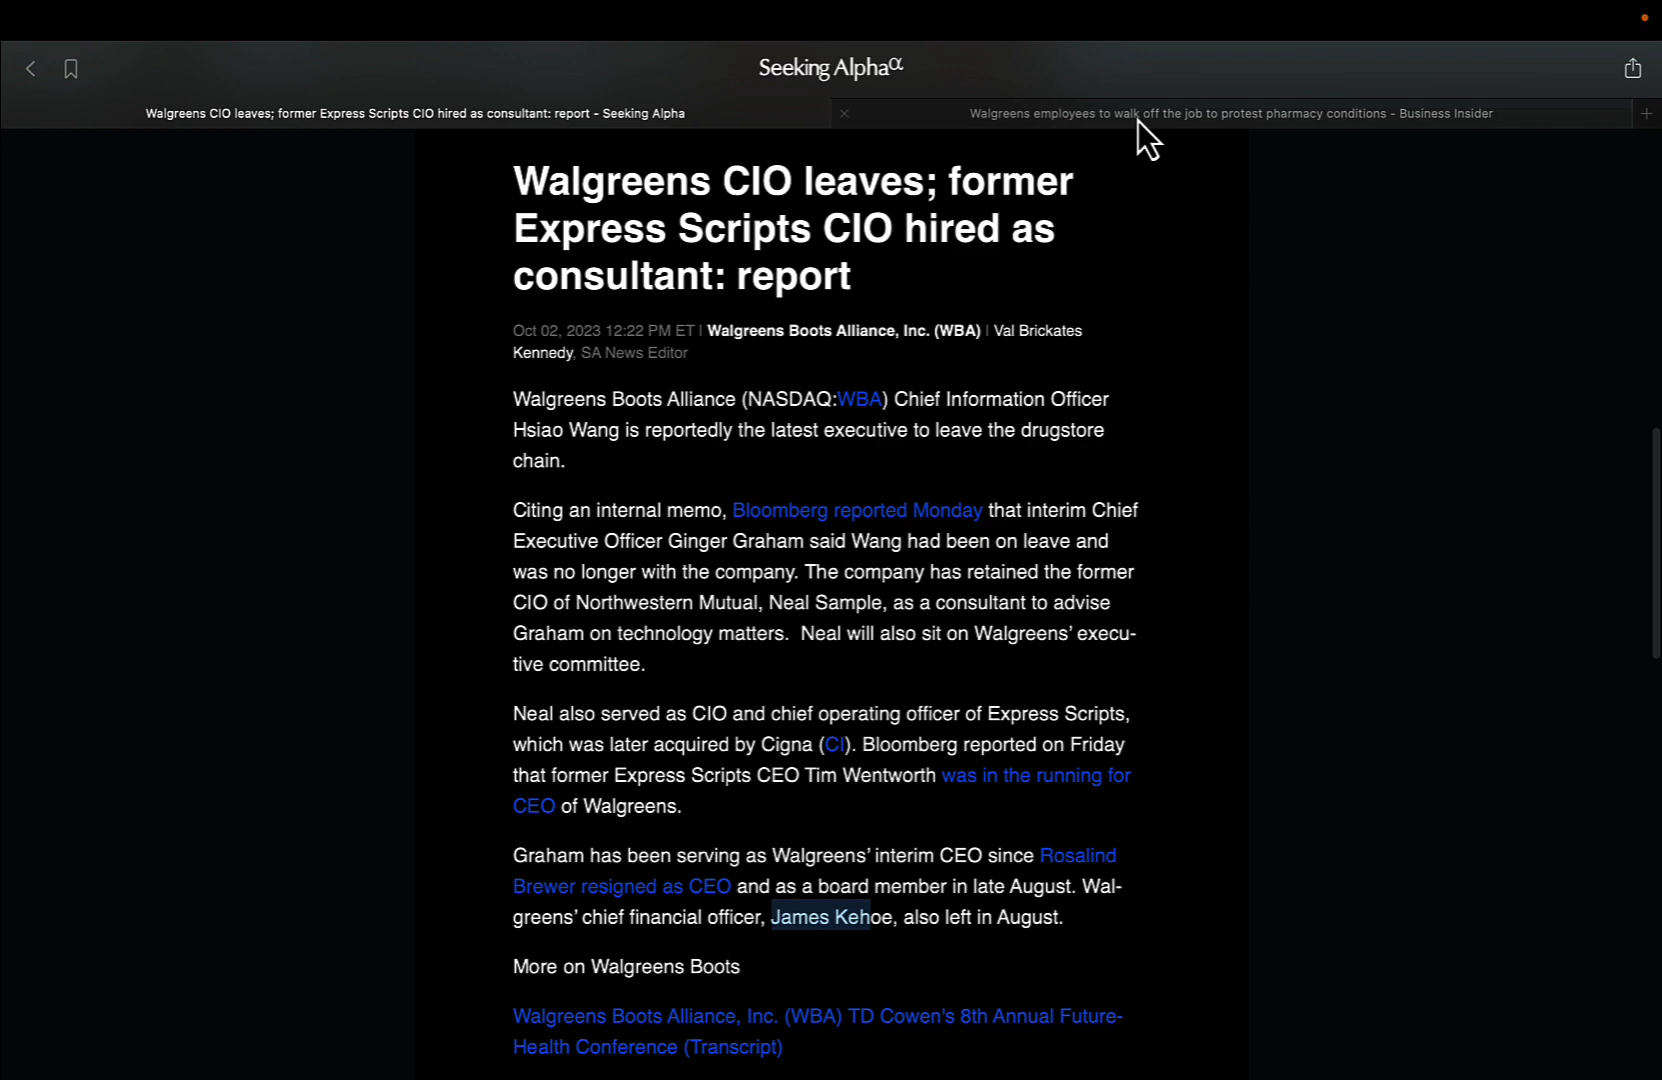 Seeking Alphaα
Walgreens CIO leaves; former Express Scripts CIO hired as consultant: report - Seeking Alpha
Walgreens employees to walk off the job to protest pharmacy conditions - Business Insider
Walgreens CIO leaves; former
Express Scripts CIO hired as
consultant: report
Oct 02, 2023 12:22 PM ET | Walgreens Boots Alliance, Inc. (WBA) | Val Brickates
Kennedy, SA News Editor
Walgreens Boots Alliance (NASDAQ:WBA) Chief Information Officer
Hsiao Wang is reportedly the latest executive to leave the drugstore
chain.
Citing an internal memo, Bloomberg reported Monday that interim Chief
Executive Officer Ginger Graham said Wang had been on leave and
was no longer with the company. The company has retained the former
CIO of Northwestern Mutual, Neal Sample, as a consultant to advise
Graham on technology matters.  Neal will also sit on Walgreens’ execu-
tive committee.
Neal also served as CIO and chief operating officer of Express Scripts,
which was later acquired by Cigna (CI). Bloomberg reported on Friday
that former Express Scripts CEO Tim Wentworth was in the running for
CEO of Walgreens.
Graham has been serving as Walgreens’ interim CEO since Rosalind
Brewer resigned as CEO and as a board member in late August. Wal-
greens’ chief financial officer, James Kehoe, also left in August.
More on Walgreens Boots
Walgreens Boots Alliance, Inc. (WBA) TD Cowen's 8th Annual Future-
Health Conference (Transcript)